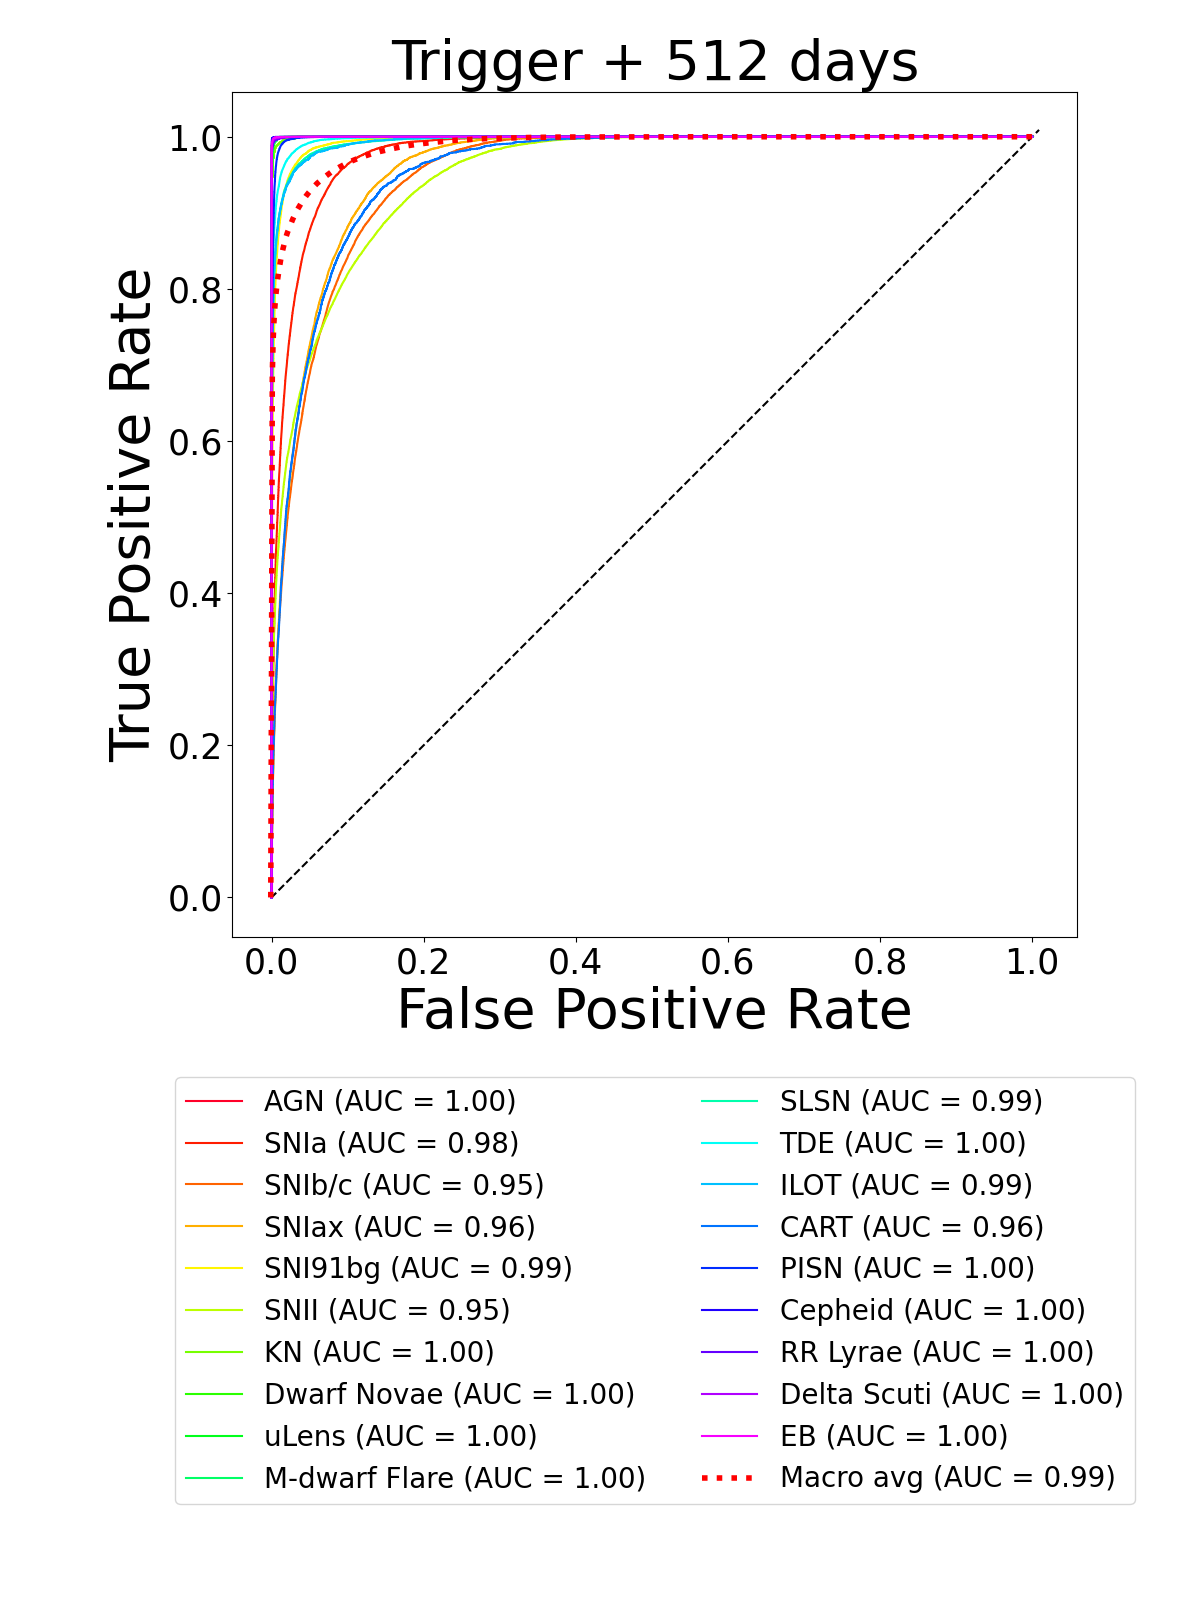 Trigger + 512 days
True Positive Rate
1.0
0.8
0.6
0.4
0.2
0.0
0.0 0.2 0.4 0.6 0.8 1.0
False Positive Rate
AGN (AUC = 1.00)
SNIa (AUC = 0.98)
SNIb/c (AUC = 0.95)
SNIax (AUC = 0.96)
SNI91bg (AUC = 0.99)
SNII (AUC = 0.95)
KN (AUC = 1.00)
Dwarf Novae (AUC = 1.00)
uLens (AUC = 1.00)
M-dwarf Flare (AUC = 1.00)
SLSN (AUC = 0.99)
TDE (AUC = 1.00)
ILOT (AUC = 0.99)
CART (AUC = 0.96)
PISN (AUC = 1.00)
Cepheid (AUC = 1.00)
RR Lyrae (AUC = 1.00)
Delta Scuti (AUC = 1.00)
EB (AUC = 1.00)
Macro avg (AUC = 0.99)